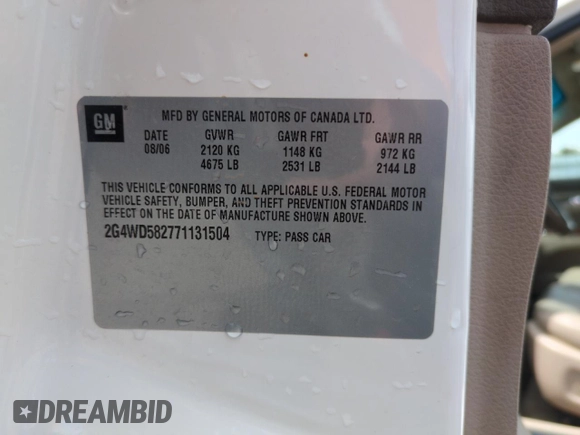 GM
MFD BY GENERAL MOTORS OF CANADA LTD.
DATE GVWR GAWR FRT GAWR RR
08/06 2120 KG 1148 KG 972 KG
4675 LB 2531 LB 2144 LB
THIS VEHICLE CONFORMS TO ALL APPLICABLE U.S. FEDERAL MOTOR
VEHICLE SAFETY, BUMPER, AND THEFT PREVENTION STANDARDS IN
EFFECT ON THE DATE OF MANUFACTURE SHOWN ABOVE.
2G4WD582771131504 TYPE: PASS CAR
DREAMBID